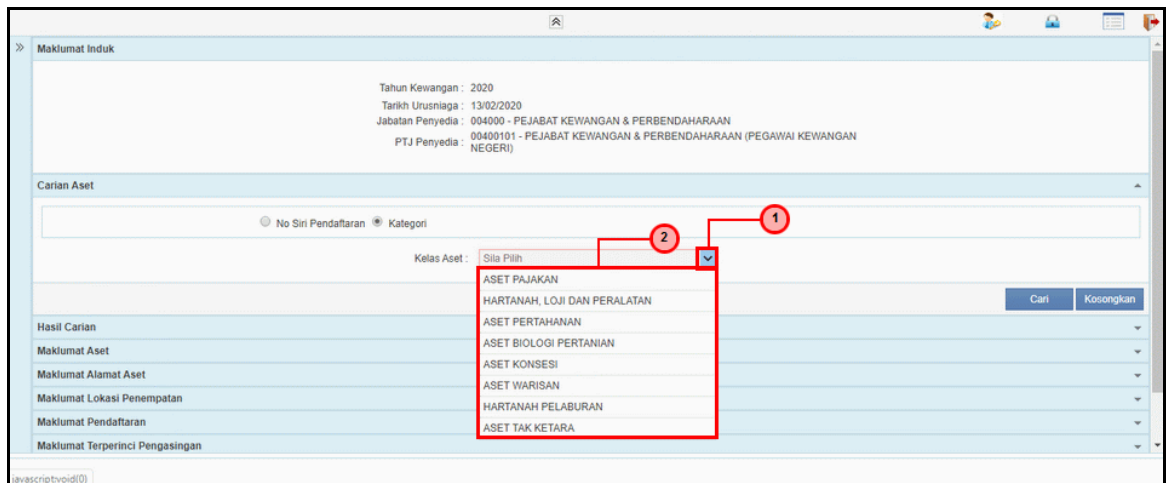 Maklumat Induk
Tahun Kewangan : 2020
Tarikh Urusniaga : 13/02/2020
Jabatan Penyedia : 004000 - PEJABAT KEWANGAN & PERBENDAHARAAN
PTJ Penyedia : 00400101 - PEJABAT KEWANGAN & PERBENDAHARAAN (PEGAWAI KEWANGAN
NEGERI)
Carian Aset
No Siri Pendaftaran Kategori
1
2
Kelas Aset : Sila Pilih
ASET PAJAKAN
HARTANAH, LOJI DAN PERALATAN
ASET PERTAHANAN
ASET BIOLOGI PERTANIAN
ASET KONSESI
ASET WARISAN
HARTANAH PELABURAN
ASET TAK KETARA
Cari Kosongkan
Hasil Carian
Maklumat Aset
Maklumat Alamat Aset
Maklumat Lokasi Penempatan
Maklumat Pendaftaran
Maklumat Terperinci Pengasingan
javascript:void(0)